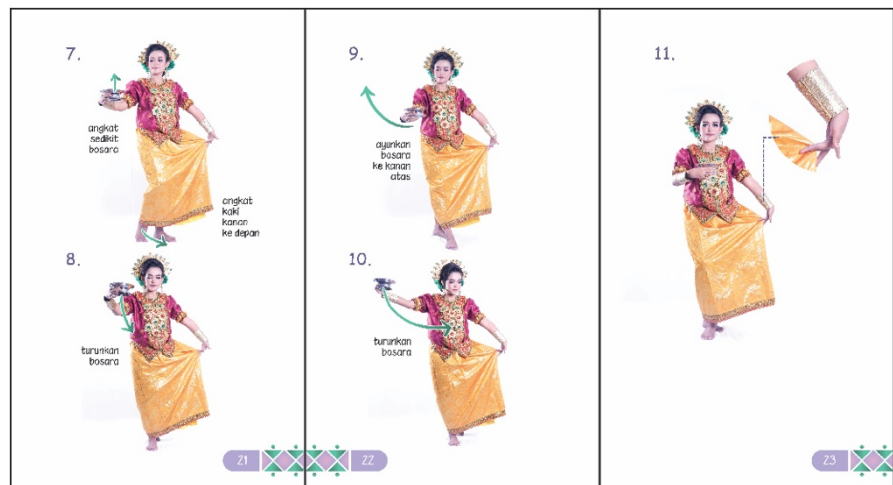 7.
angkat
sedikit
bosara
angkat
kaki
kanan
ke depan
8.
turunkan
bosara
21
9.
ayunkan
bosara
ke kanan
atas
10.
turunkan
bosara
22
11.
23